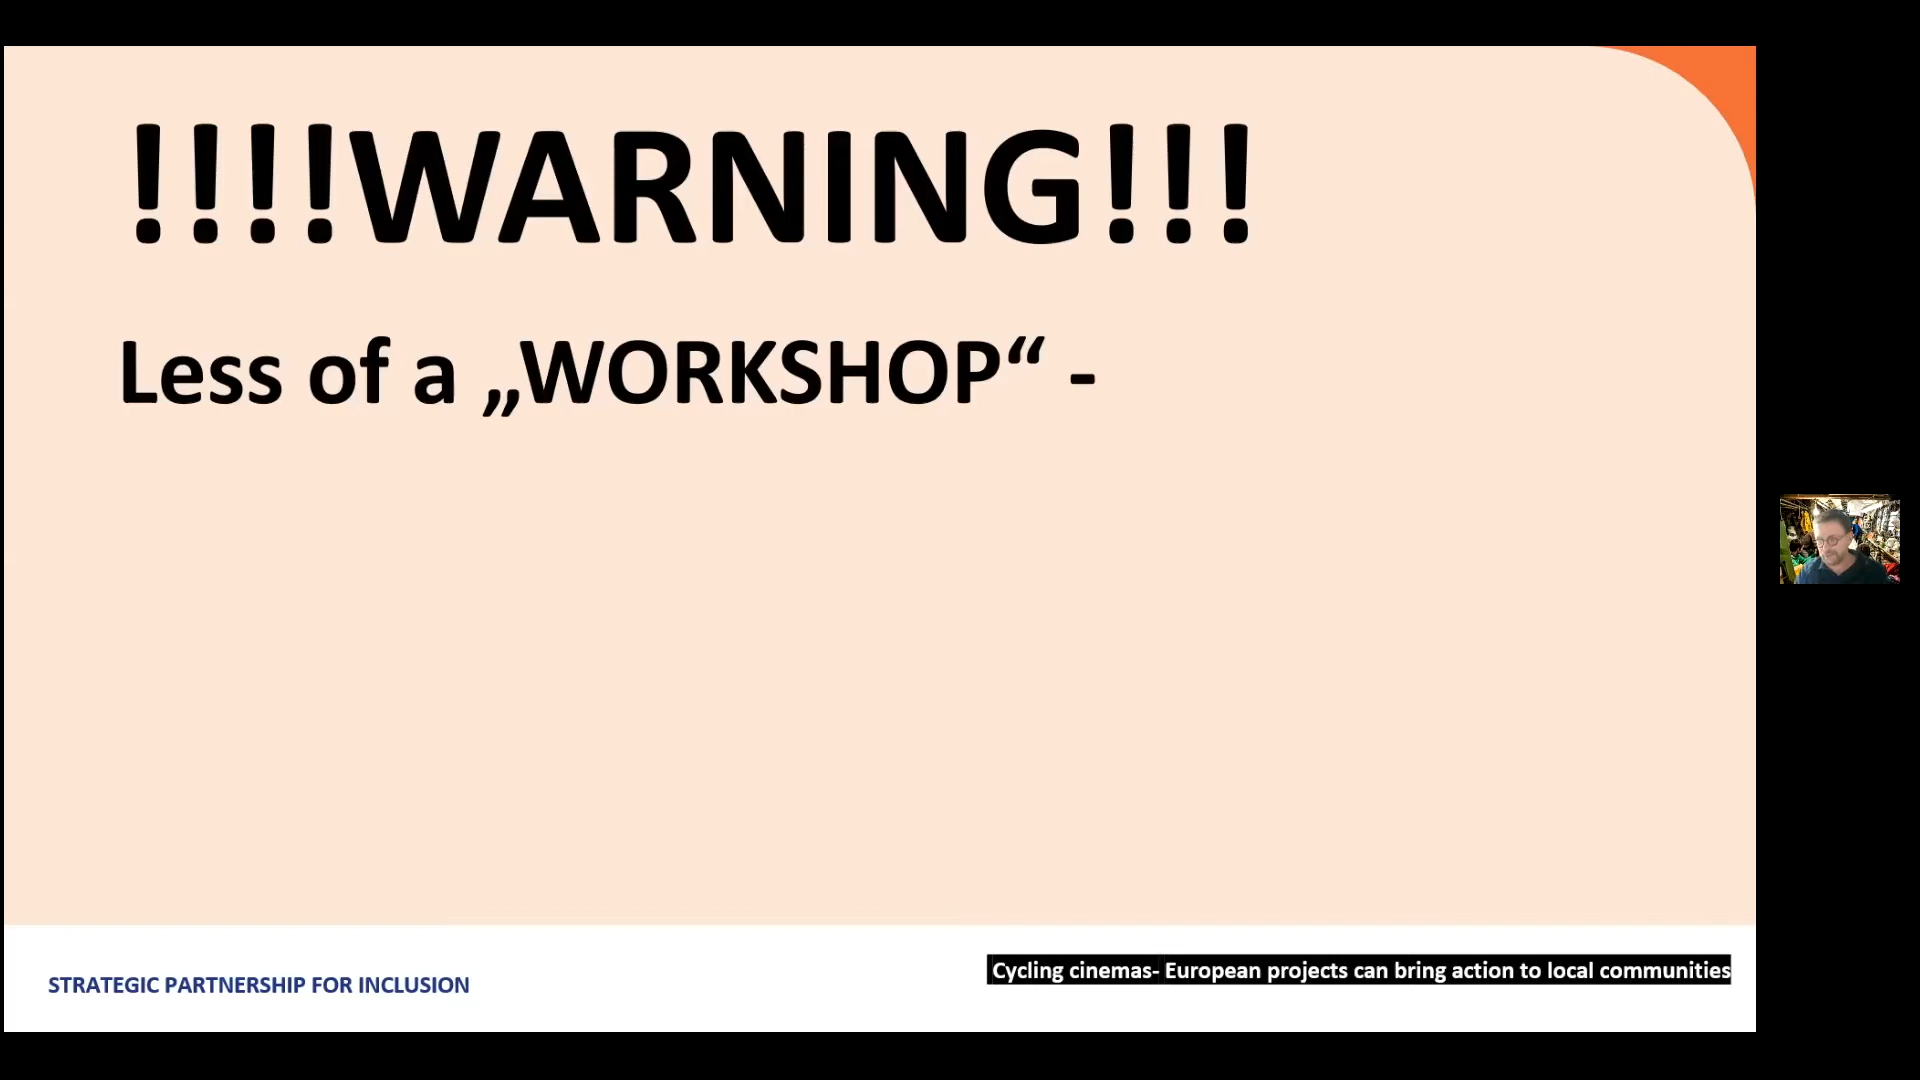 !!!!WARNING!!!
Less of a „WORKSHOP“ -
STRATEGIC PARTNERSHIP FOR INCLUSION
Cycling cinemas- European projects can bring action to local communities